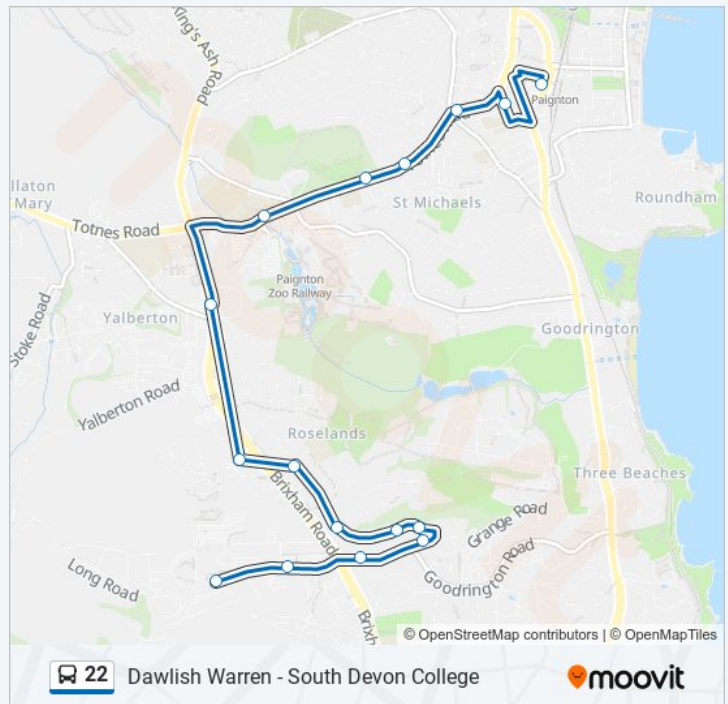 King's Ash Road
Paignton
llaton
Mary
St Michaels
Roundham
Totnes Road
Paignton
Zoo Railway
Stoke Road
Yalberton
Goodrington
Yalberton Road
Roselands
Three Beaches
Brixham Road
Grange Road
Long Road
Goodrington Road
Brixh
© OpenStreetMap contributors | © OpenMapTiles
22 Dawlish Warren - South Devon College
moovit